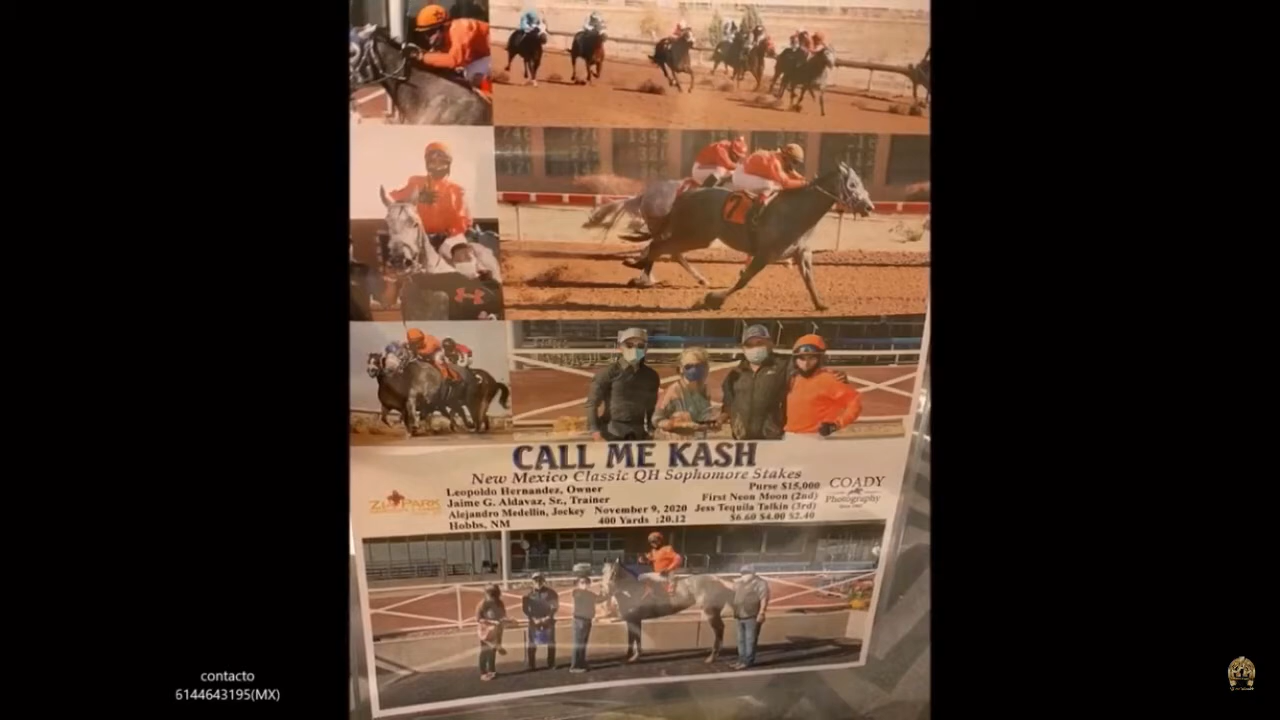 7
CALL ME KASH
New Mexico Classic QH Sophomore Stakes
Leopoldo Hernandez, Owner
Jaime G. Aldavaz, Sr., Trainer
Alejandro Medellin, Jockey
Hobbs, NM
November 9, 2020
400 Yards :20.12
Purse $15,000
First Neon Moon (2nd)
Jess Tequila Talkin (3rd)
$6.60 $4.00 $2.40
COADY
Photography
contacto
6144643195(MX)